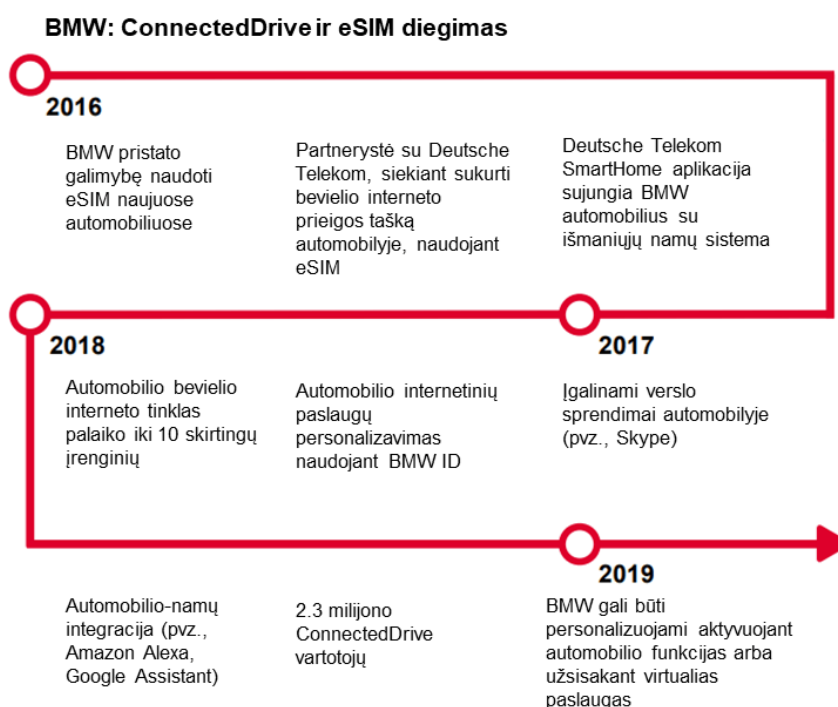 BMW: ConnectedDrive ir eSIM diegimas
2016
BMW pristato
galimybę naudoti
eSIM naujuose
automobiliuose
Partnerystė su Deutsche
Telekom, siekiant sukurti
bevielio interneto
prieigos tašką
automobilyje, naudojant
eSIM
Deutsche Telekom
SmartHome aplikacija
sujungia BMW
automobilius su
išmaniųjų namų sistema
2018
2017
Automobilio bevielio
interneto tinklas
palaiko iki 10 skirtingų
įrenginių
Automobilio internetinių
paslaugų
personalizavimas
naudojant BMW ID
Įgalinami verslo
sprendimai automobilyje
(pvz., Skype)
2019
Automobilio-namų
integracija (pvz.,
Amazon Alexa,
Google Assistant)
2.3 milijono
ConnectedDrive
vartotojų
BMW gali būti
personalizuojami aktyvuojant
automobilio funkcijas arba
užsisakant virtualias
paslaugas